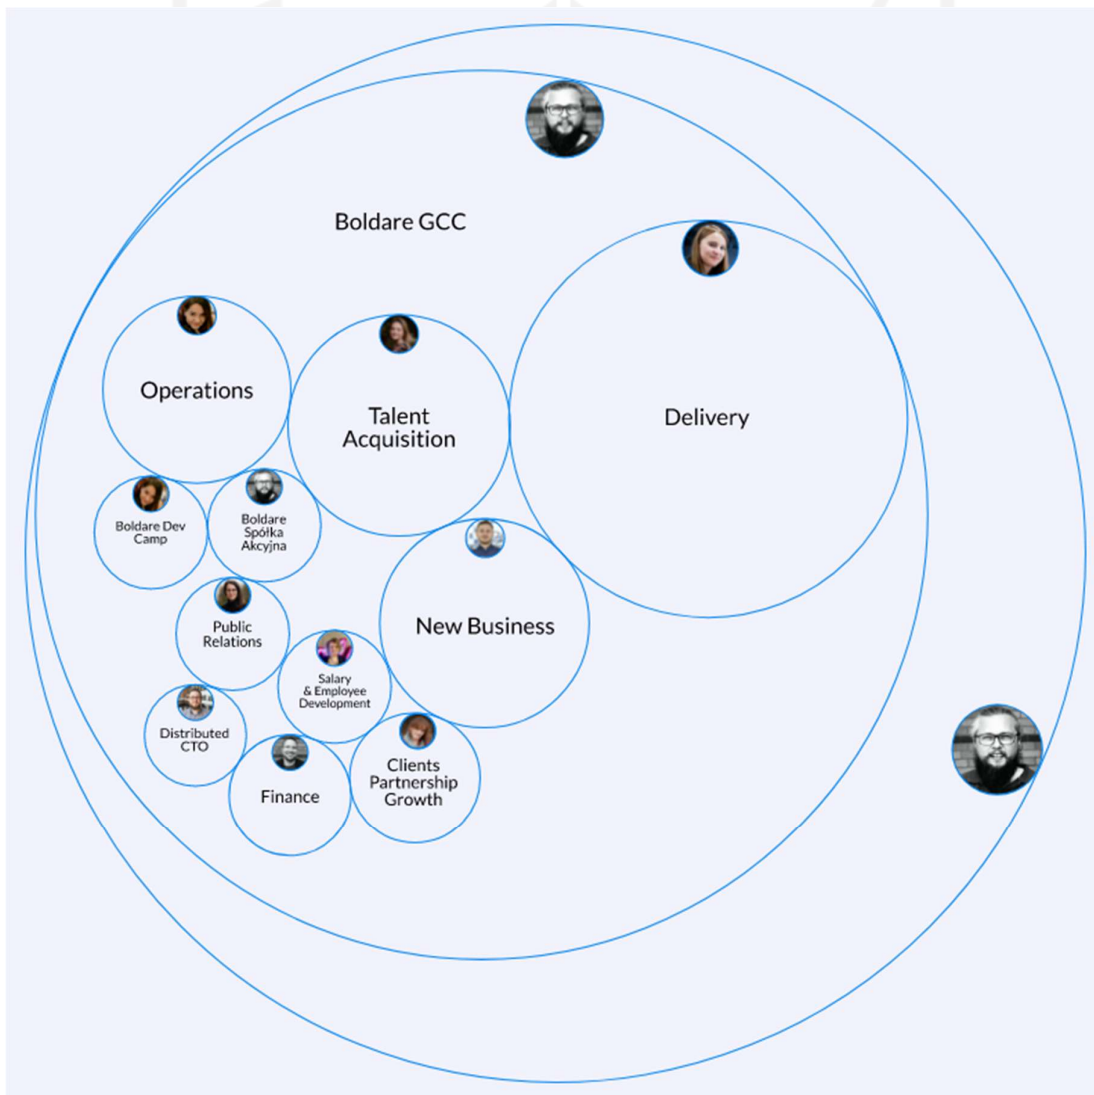 Boldare GCC
Operations
Talent
Acquisition
Delivery
Boldare Dev
Camp
Boldare
Spółka
Akcyjna
Public
Relations
New Business
Salary
& Employee
Development
Distributed
CTO
Finance
Clients
Partnership
Growth